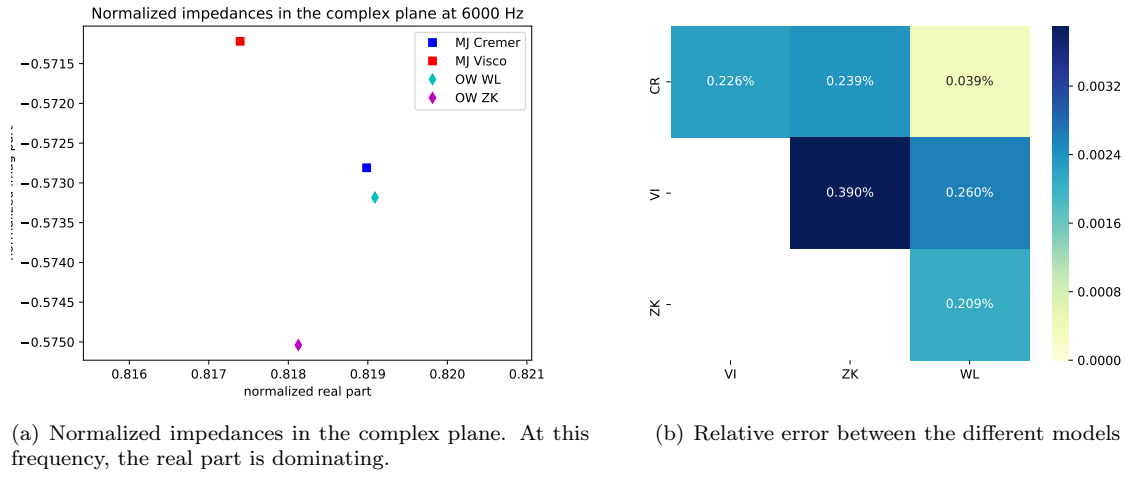 Normalized impedances in the complex plane at 6000 Hz
MJ Cremer
MJ Visco
OW WL
OW ZK
−0.5715
−0.5720
−0.5725
−0.5730
−0.5735
−0.5740
−0.5745
−0.5750
0.816
0.817
0.818
0.819
0.820
0.821
normalized real part
CR
VI
ZK
0.226%
0.239%
0.039%
0.390%
0.260%
0.209%
VI
ZK
WL
0.0032
0.0024
0.0016
0.0008
0.0000
(a) Normalized impedances in the complex plane. At this
frequency, the real part is dominating.
(b) Relative error between the different models